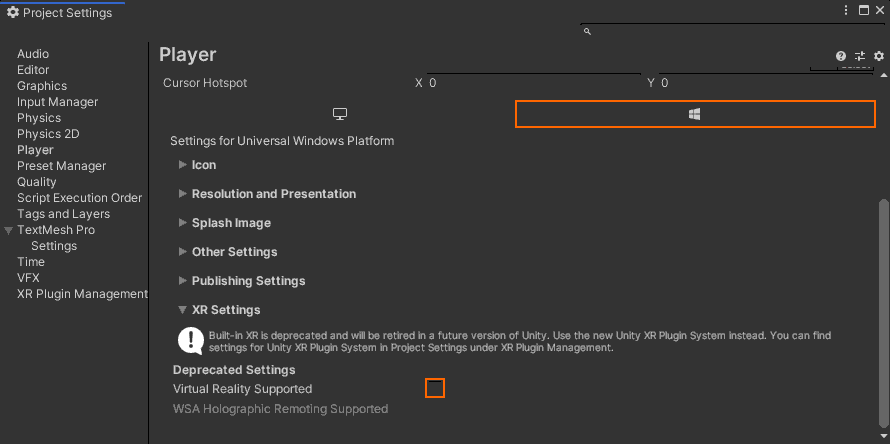 Project Settings
Audio
Editor
Graphics
Input Manager
Physics
Physics 2D
Player
Preset Manager
Quality
Script Execution Order
Tags and Layers
TextMesh Pro
Settings
Time
VFX
XR Plugin Management
Player
Cursor Hotspot X 0 Y 0
Settings for Universal Windows Platform
Icon
Resolution and Presentation
Splash Image
Other Settings
Publishing Settings
XR Settings
Built-in XR is deprecated and will be retired in a future version of Unity. Use the new Unity XR Plugin System instead. You can find
settings for Unity XR Plugin System in Project Settings under XR Plugin Management.
Deprecated Settings
Virtual Reality Supported
WSA Holographic Remoting Supported